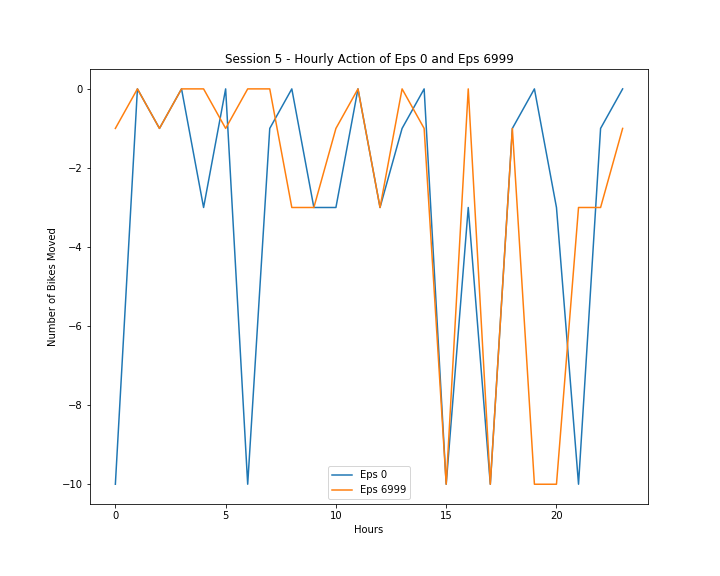 Session 5 - Hourly Action of Eps 0 and Eps 6999
Number of Bikes Moved
0
−2
−4
−6
−8
−10
Eps 0
Eps 6999
0 5 10 15 20
Hours